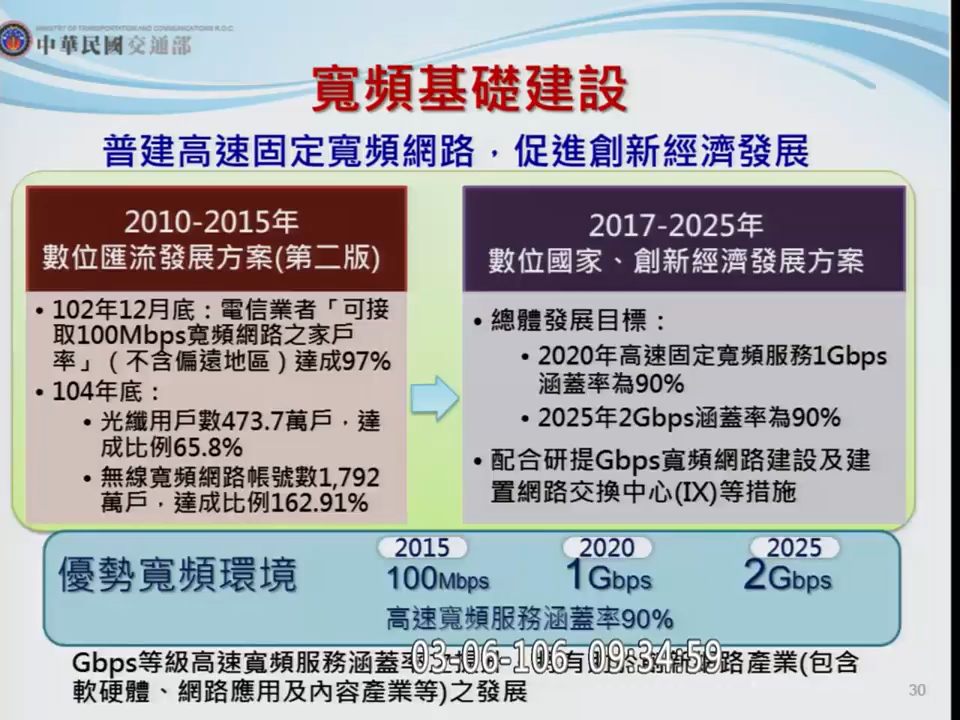 MINISTRY OF TRANSPORTATION AND COMMUNICATIONS R.O.C.
中華民國交通部
寬頻基礎建設
普建高速固定寬頻網路，促進創新經濟發展
2010-2015年
數位匯流發展方案(第二版)
• 102年12月底：電信業者「可接
取100Mbps寬頻網路之家戶
率」（不含偏遠地區）達成97%
• 104年底：
• 光纖用戶數473.7萬戶，達
成比例65.8%
• 無線寬頻網路帳號數1,792
萬戶，達成比例162.91%
2017-2025年
數位國家、創新經濟發展方案
• 總體發展目標：
• 2020年高速固定寬頻服務1Gbps
涵蓋率為90%
• 2025年2Gbps涵蓋率為90%
• 配合研提Gbps寬頻網路建設及建
置網路交換中心(IX)等措施
優勢寬頻環境
2015
2020
2025
100Mbps
1Gbps
2Gbps
高速寬頻服務涵蓋率90%
Gbps等級高速寬頻服務涵蓋率
03-06-106 09:34:59
有
網路產業(包含
軟硬體、網路應用及內容產業等)之發展
30